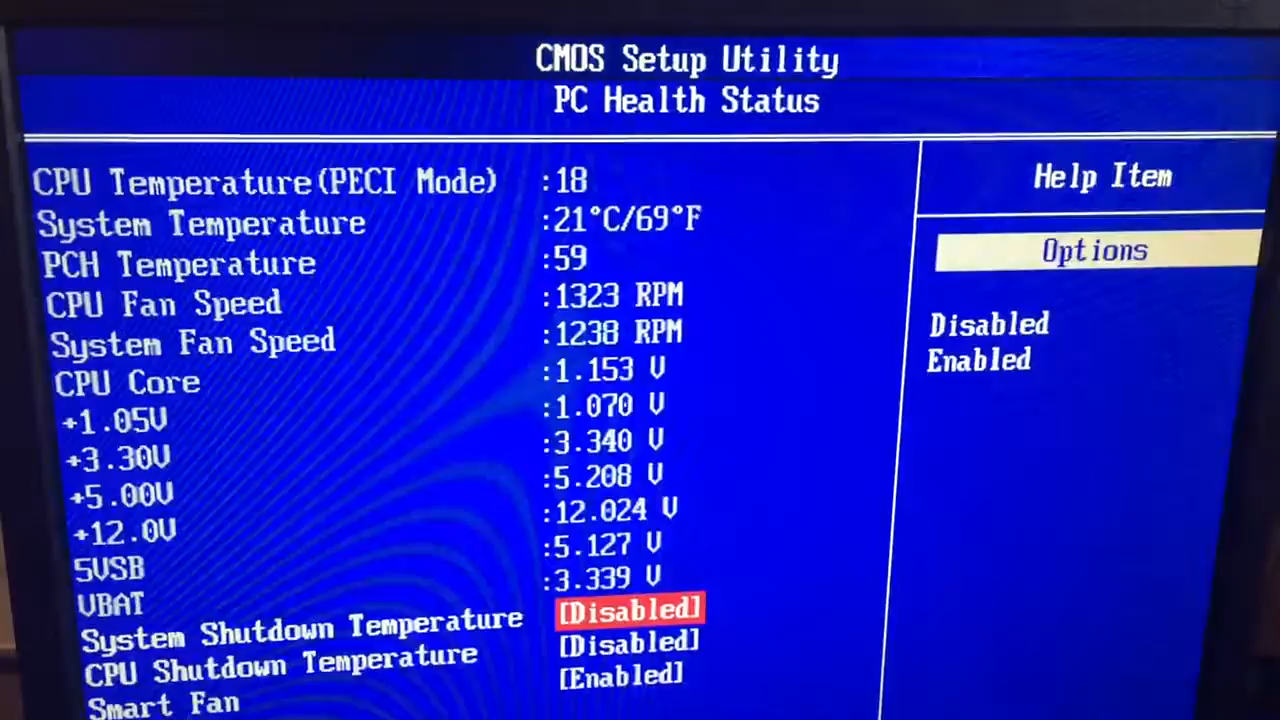 CMOS Setup Utility
PC Health Status
CPU Temperature(PECI Mode) :18
System Temperature :21°C/69°F
PCH Temperature :59
CPU Fan Speed :1323 RPM
System Fan Speed :1238 RPM
CPU Core :1.153 V
+1.05V :1.070 V
+3.30V :3.340 V
+5.00V :5.208 V
+12.0V :12.024 V
5VSB :5.127 V
VBAT :3.339 V
System Shutdown Temperature [Disabled]
CPU Shutdown Temperature [Disabled]
Smart Fan [Enabled]
Help Item
Options
Disabled
Enabled